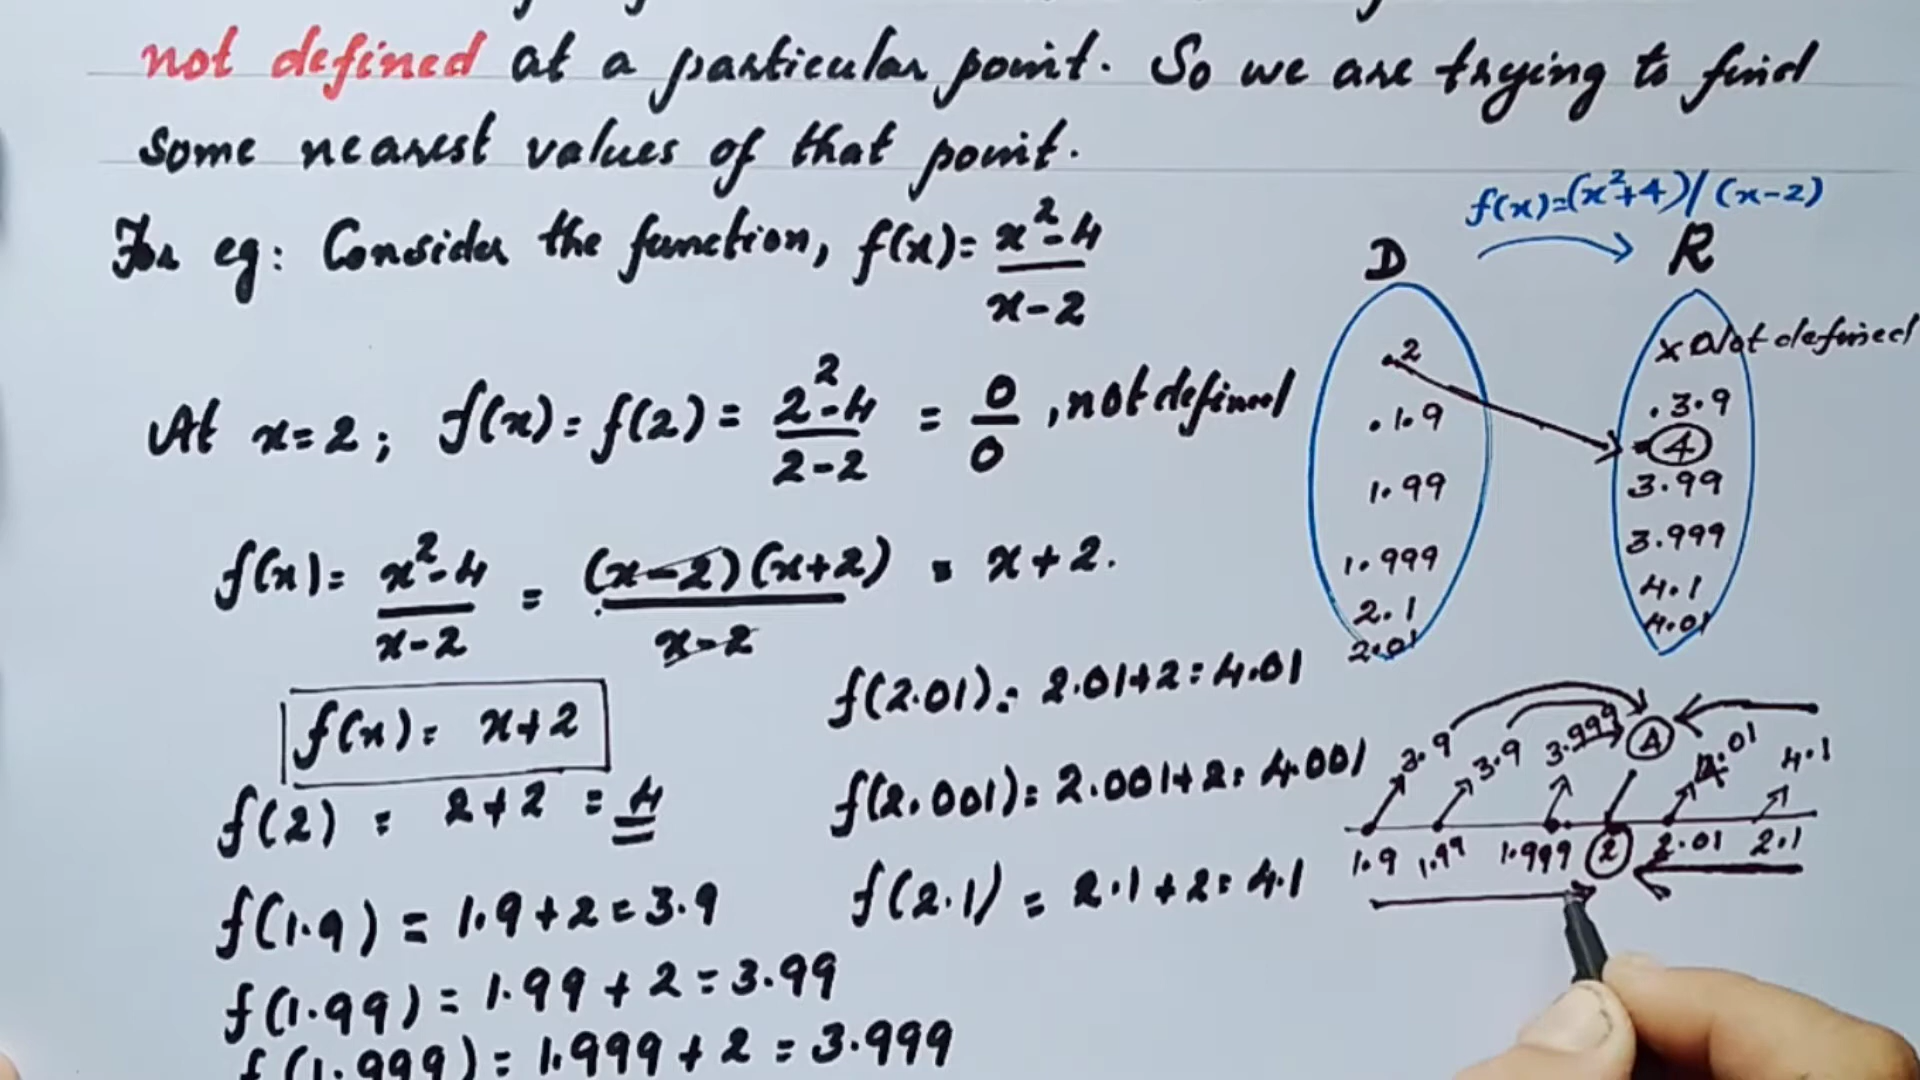 not defined at a particular point. So we are trying to find
some nearest values of that point.
For eg: Consider the function, f(x)= x²-4 / x-2
At x=2; f(x)= f(2) = 2²-4 / 2-2 = 0/0, not defined
f(x)= x²-4 / x-2 = (x-2)(x+2) / x-2 = x+2.
f(x)= x+2
f(2) = 2+2 = 4
f(1.9) = 1.9+2=3.9
f(1.99) = 1.99+2=3.99
f(1.999) = 1.999+2=3.999
f(2.01)= 2.01+2=4.01
f(2.001)= 2.001+2=4.001
f(2.1) = 2.1+2=4.1
f(x)=(x²+4)/(x-2)
D
R
.2
.1.9
1.99
1.999
2.1
2.01
x Not defined
.3.9
4
3.99
3.999
4.1
4.01
3.9 3.9 3.999 4 .01 4.1
1.9 1.99 1.999 2 2.01 2.1